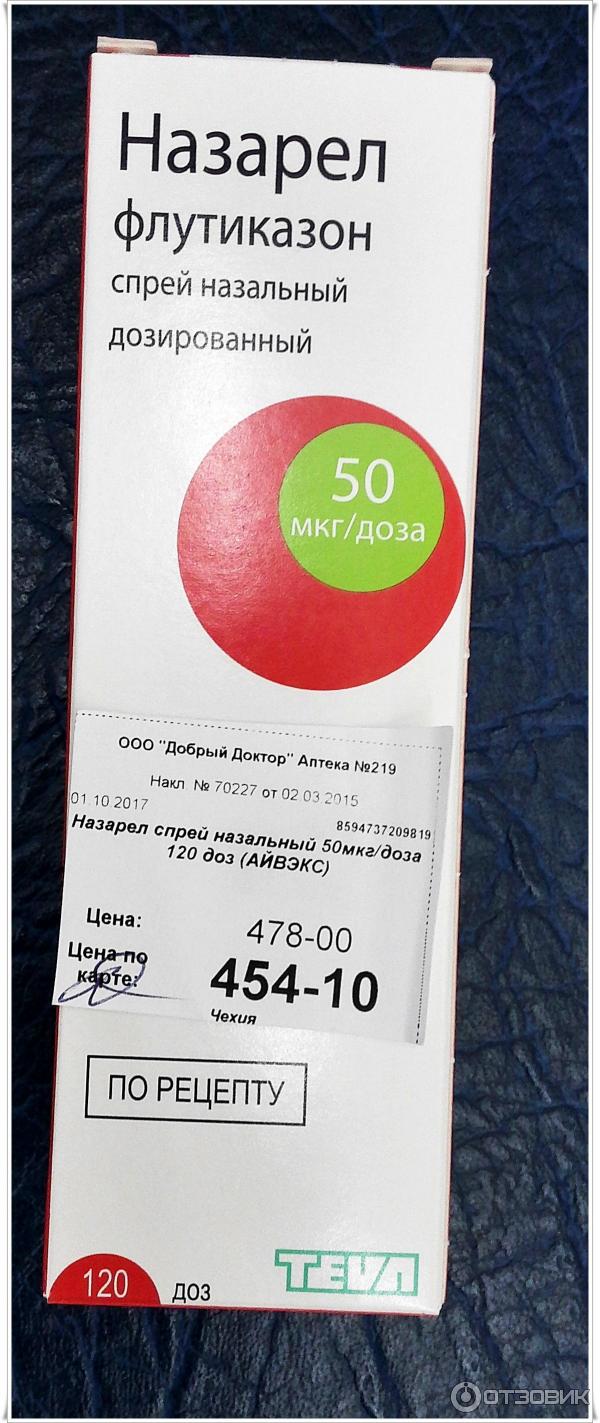 Назарел
флутиказон
спрей назальный
дозированный
50
мкг/доза
ООО "Добрый Доктор" Аптека №219
Накл. № 70227 от 02.03.2015
01.10.2017
8594737209819
Назарел спрей назальный 50мкг/доза
120 доз (АЙВЭКС)
Цена: 478-00
Цена по
карте: 454-10
Чехия
ПО РЕЦЕПТУ
120 доз
TEVA
ОТЗОВИК